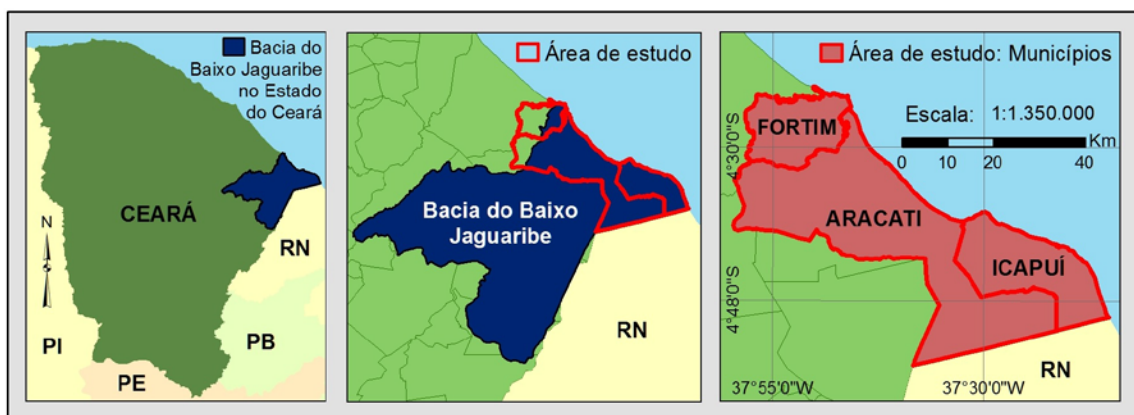 Bacia do
Baixo Jaguaribe
no Estado
do Ceará
CEARÁ
N
RN
PI
PB
PE
Área de estudo
Bacia do Baixo
Jaguaribe
RN
Área de estudo: Municípios
Escala: 1:1.350.000
Km
0 10 20 40
FORTIM
4°30'0"S
ARACATI
ICAPUÍ
4°48'0"S
37°55'0"W
37°30'0"W
RN